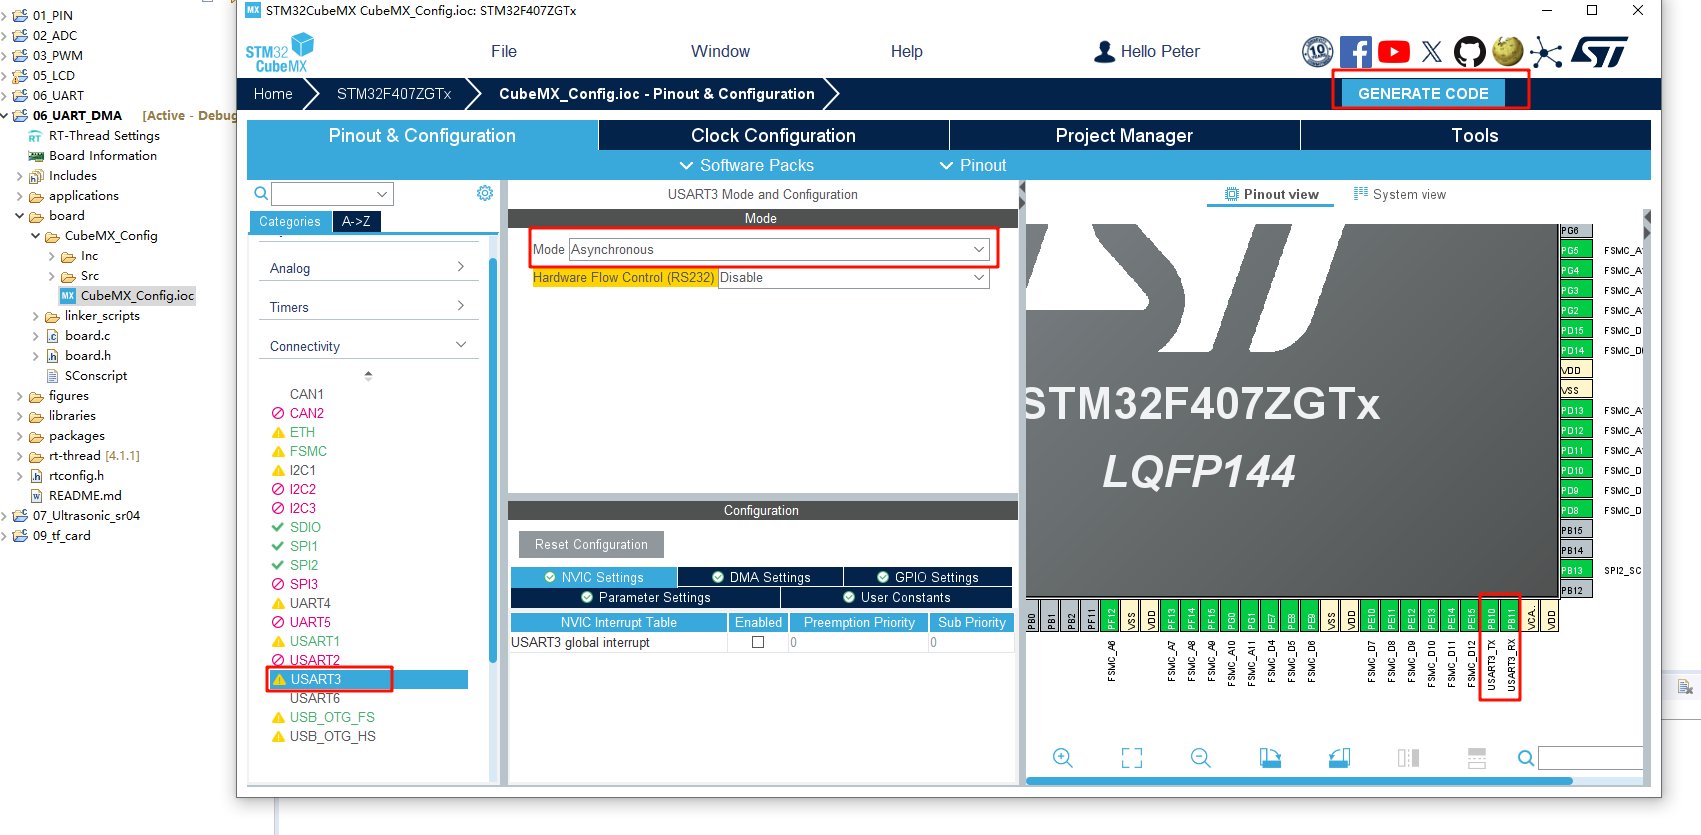 01_PIN
02_ADC
03_PWM
05_LCD
06_UART
06_UART_DMA [Active - Debug
RT-Thread Settings
Board Information
Includes
applications
board
CubeMX_Config
Inc
Src
CubeMX_Config.ioc
linker_scripts
board.c
board.h
SConscript
figures
libraries
packages
rt-thread [4.1.1]
rtconfig.h
README.md
07_Ultrasonic_sr04
09_tf_card
MX STM32CubeMX CubeMX_Config.ioc: STM32F407ZGTx
STM32
CubeMX
File
Window
Help
Hello Peter
10
Home
STM32F407ZGTx
CubeMX_Config.ioc - Pinout & Configuration
GENERATE CODE
Pinout & Configuration
Clock Configuration
Project Manager
Tools
Software Packs
Pinout
Categories
A->Z
Analog
Timers
Connectivity
CAN1
CAN2
ETH
FSMC
I2C1
I2C2
I2C3
SDIO
SPI1
SPI2
SPI3
UART4
UART5
USART1
USART2
USART3
USART6
USB_OTG_FS
USB_OTG_HS
USART3 Mode and Configuration
Mode
Mode Asynchronous
Hardware Flow Control (RS232) Disable
Configuration
Reset Configuration
NVIC Settings
DMA Settings
GPIO Settings
Parameter Settings
User Constants
NVIC Interrupt Table Enabled Preemption Priority Sub Priority
USART3 global interrupt 0 0
Pinout view
System view
STM32F407ZGTx
LQFP144
PG6
PG5 FSMC_A
PG4 FSMC_A
PG3 FSMC_A
PG2 FSMC_A
PD15 FSMC_D
PD14 FSMC_D
VDD
VSS
PD13 FSMC_A
PD12 FSMC_A
PD11 FSMC_A
PD10 FSMC_D
PD9 FSMC_D
PD8 FSMC_D
PB15
PB14
PB13 SPI2_SC
PB12
PB0
PB1
PB2
PF11
PF12
VSS
VDD
PF13
PF14
PF15
PG0
PG1
PE7
PE8
PE9
VSS
VDD
PE10
PE11
PE12
PE13
PE14
PE15
PB10
PB11
VCA..
VDD
FSMC_A6
FSMC_A7
FSMC_A8
FSMC_A9
FSMC_A10
FSMC_A11
FSMC_D4
FSMC_D5
FSMC_D6
FSMC_D7
FSMC_D8
FSMC_D9
FSMC_D10
FSMC_D11
FSMC_D12
USART3_TX
USART3_RX